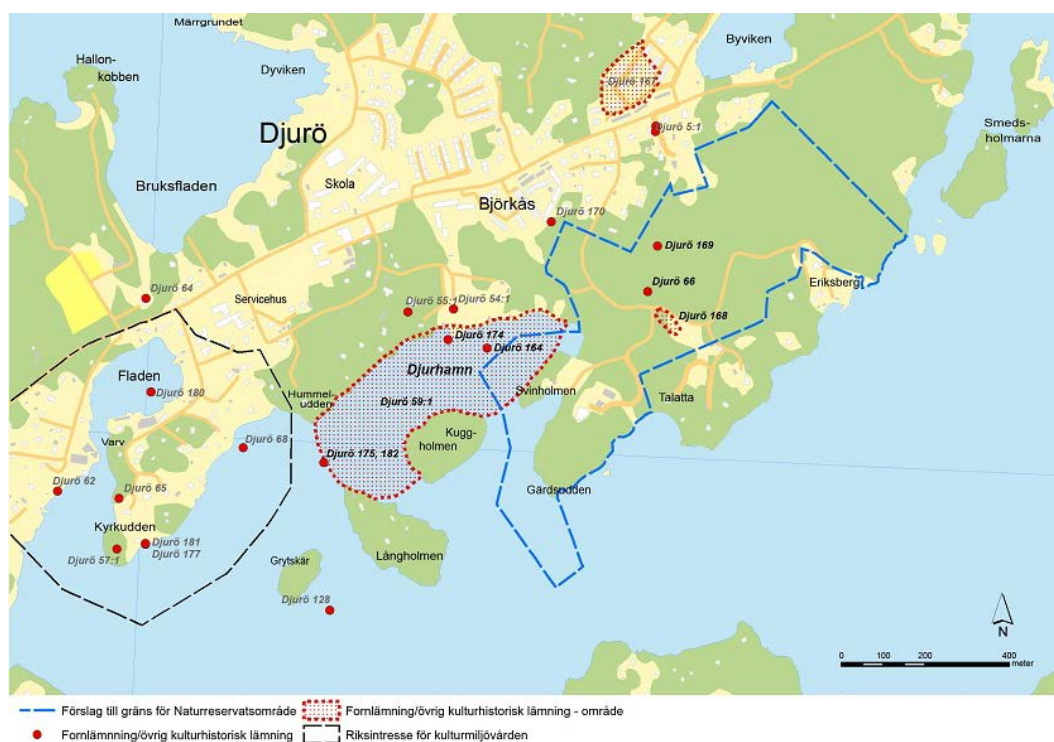 Märrgrundet
Byviken
Hallon-
kobben
Dyviken
Djurö 167
Smeds-
holmarna
Djurö
Djurö 5:1
Skola
Bruksfladen
Björkås
Djurö 170
Djurö 169
Djurö 66
Eriksberg
Djurö 64
Servicehus
Djurö 55:1
Djurö 54:1
Djurö 168
Djurö 174
Djurö 164
Djurhamn
Fladen
Djurö 180
Hummel-
udden
Djurö 59:1
Svinholmen
Talatta
Varv
Djurö 68
Kugg-
holmen
Djurö 175, 182
Djurö 62
Djurö 65
Gärdsudden
Kyrkudden
Djurö 181
Djurö 177
Djurö 57:1
Grytskär
Långholmen
Djurö 128
N
0 100 200 400
meter
Förslag till gräns för Naturreservatsområde
Fornlämning/övrig kulturhistorisk lämning - område
Fornlämnning/övrig kulturhistorisk lämning
Riksintresse för kulturmiljövården